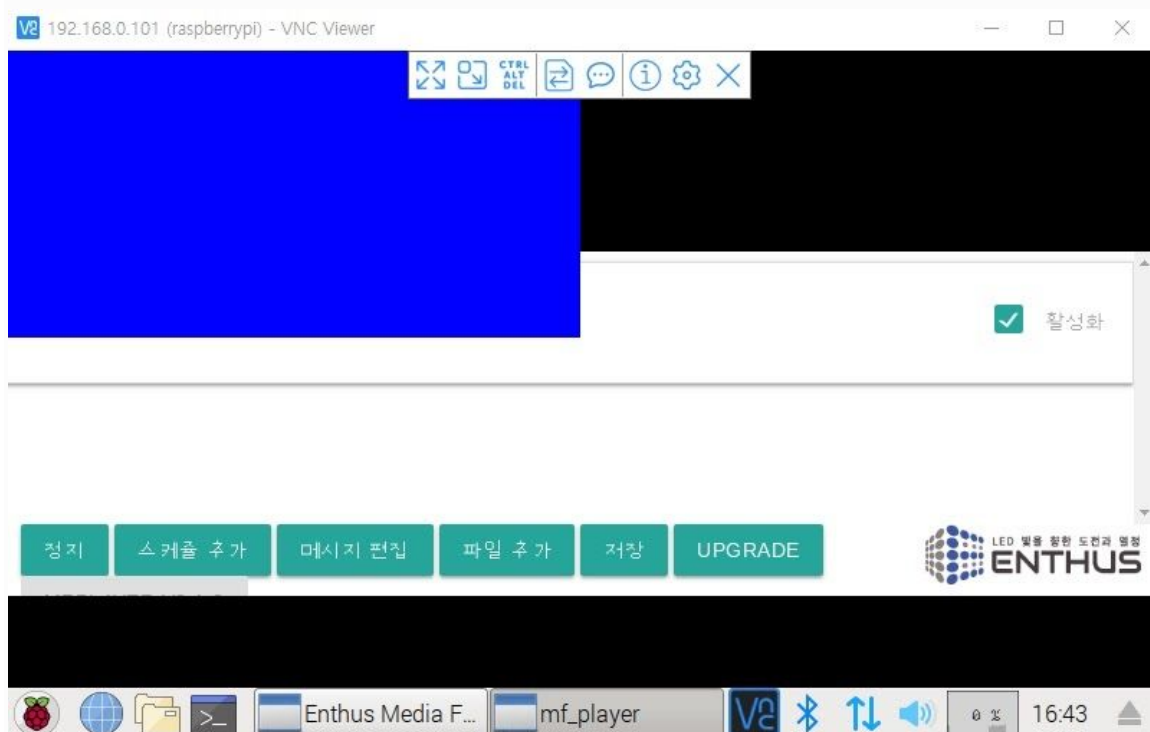 192.168.0.101 (raspberrypi) - VNC Viewer
CTRL
ALT
DEL
활성화
정지 스케쥴 추가 메시지 편집 파일 추가 저장 UPGRADE
LED 빛을 향한 도전과 열정
ENTHUS
Enthus Media F... mf_player 0 % 16:43